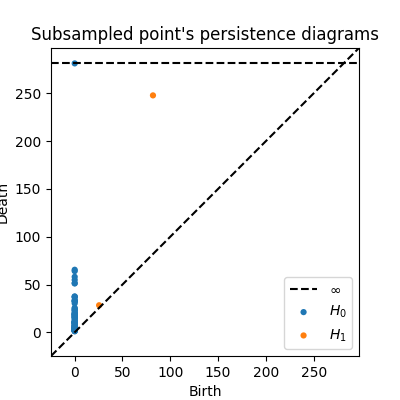 Subsampled point's persistence diagrams
Death
250
200
150
100
50
0
0 50 100 150 200 250
Birth
∞
H₀
H₁